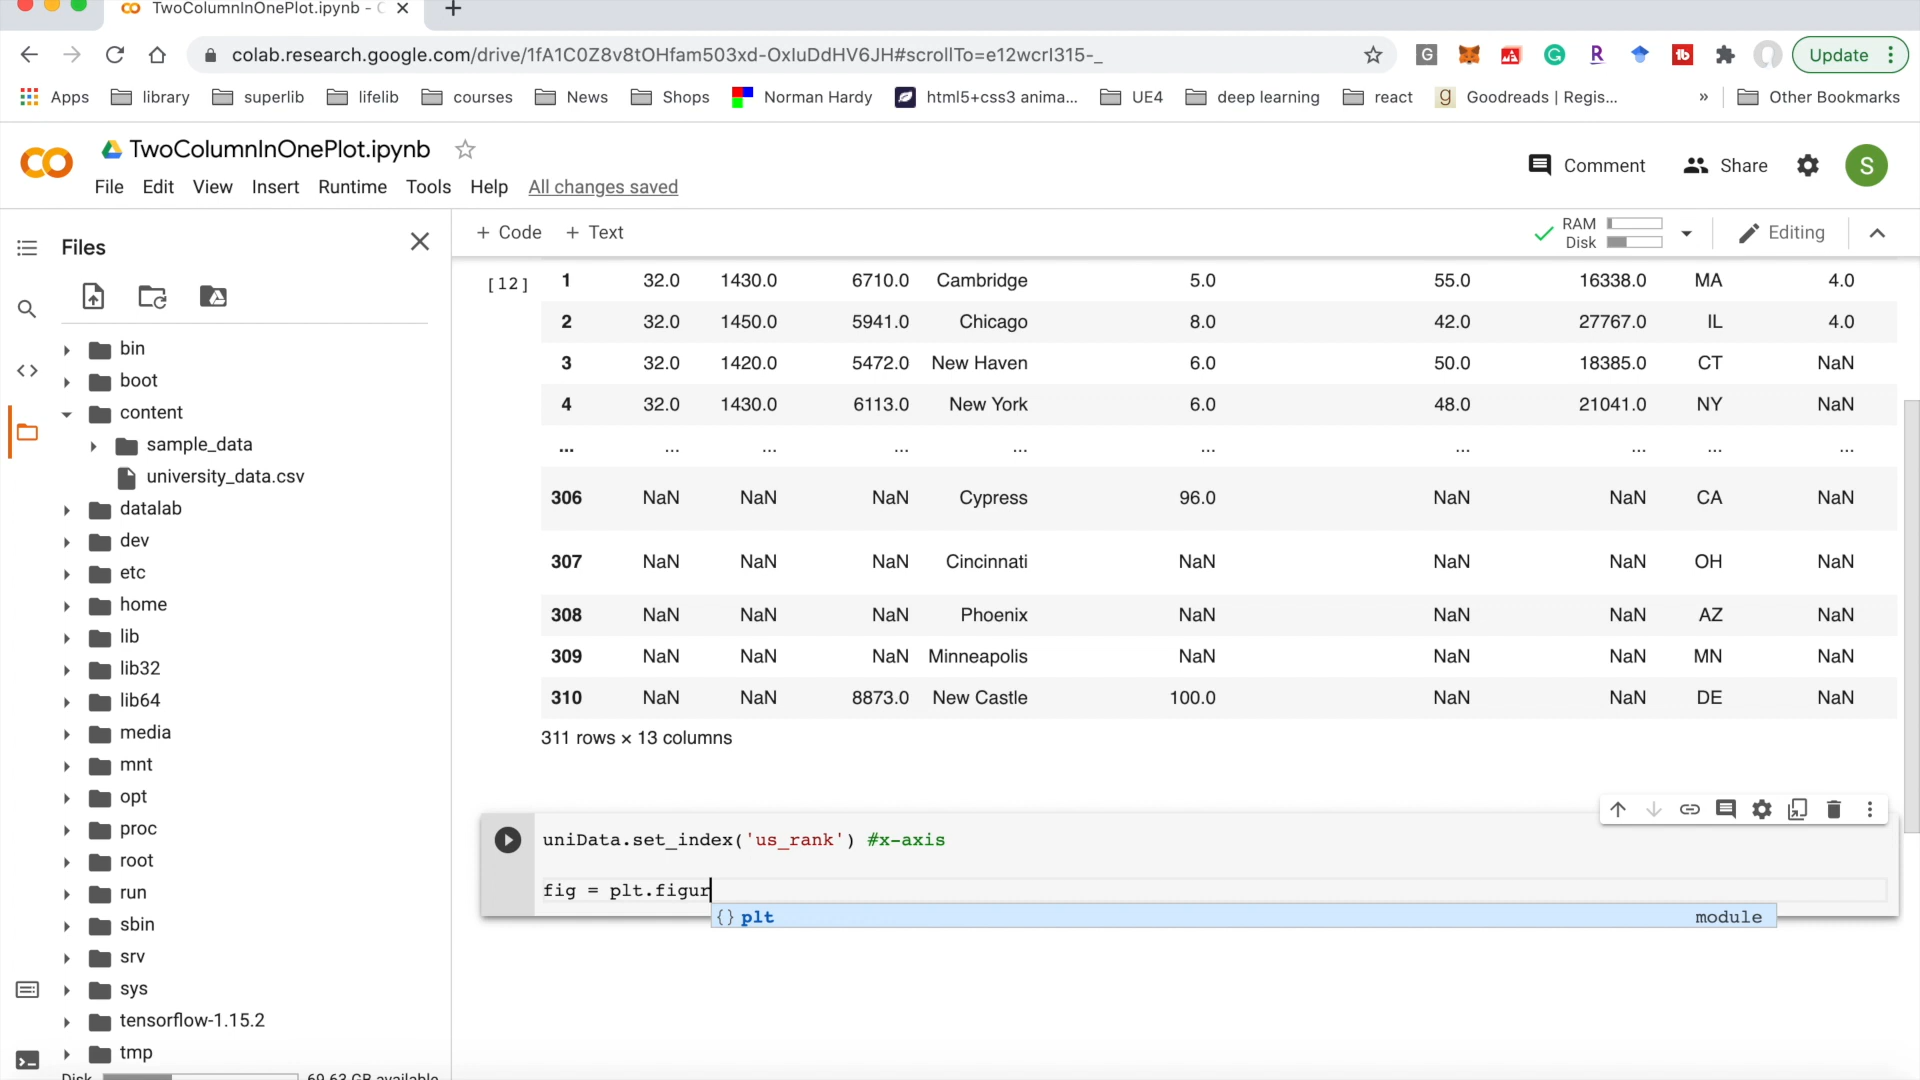 TwoColumnInOnePlot.ipynb - C
colab.research.google.com/drive/1fA1C0Z8v8tOHfam503xd-OxIuDdHV6JH#scrollTo=e12wcrI315-_
Update
Apps library superlib lifelib courses News Shops Norman Hardy html5+css3 anima... UE4 deep learning react Goodreads | Regis... » Other Bookmarks
TwoColumnInOnePlot.ipynb
Comment Share S
File Edit View Insert Runtime Tools Help All changes saved
Files
+ Code + Text
RAM
Disk
Editing
bin
boot
content
sample_data
university_data.csv
datalab
dev
etc
home
lib
lib32
lib64
media
mnt
opt
proc
root
run
sbin
srv
sys
tensorflow-1.15.2
tmp
Disk 69.63 GB available
[12]
1 32.0 1430.0 6710.0 Cambridge 5.0 55.0 16338.0 MA 4.0
2 32.0 1450.0 5941.0 Chicago 8.0 42.0 27767.0 IL 4.0
3 32.0 1420.0 5472.0 New Haven 6.0 50.0 18385.0 CT NaN
4 32.0 1430.0 6113.0 New York 6.0 48.0 21041.0 NY NaN
... ... ... ... ... ... ... ... ... ...
306 NaN NaN NaN Cypress 96.0 NaN NaN CA NaN
307 NaN NaN NaN Cincinnati NaN NaN NaN OH NaN
308 NaN NaN NaN Phoenix NaN NaN NaN AZ NaN
309 NaN NaN NaN Minneapolis NaN NaN NaN MN NaN
310 NaN NaN 8873.0 New Castle 100.0 NaN NaN DE NaN
311 rows × 13 columns
uniData.set_index('us_rank') #x-axis
fig = plt.figur
{} plt module